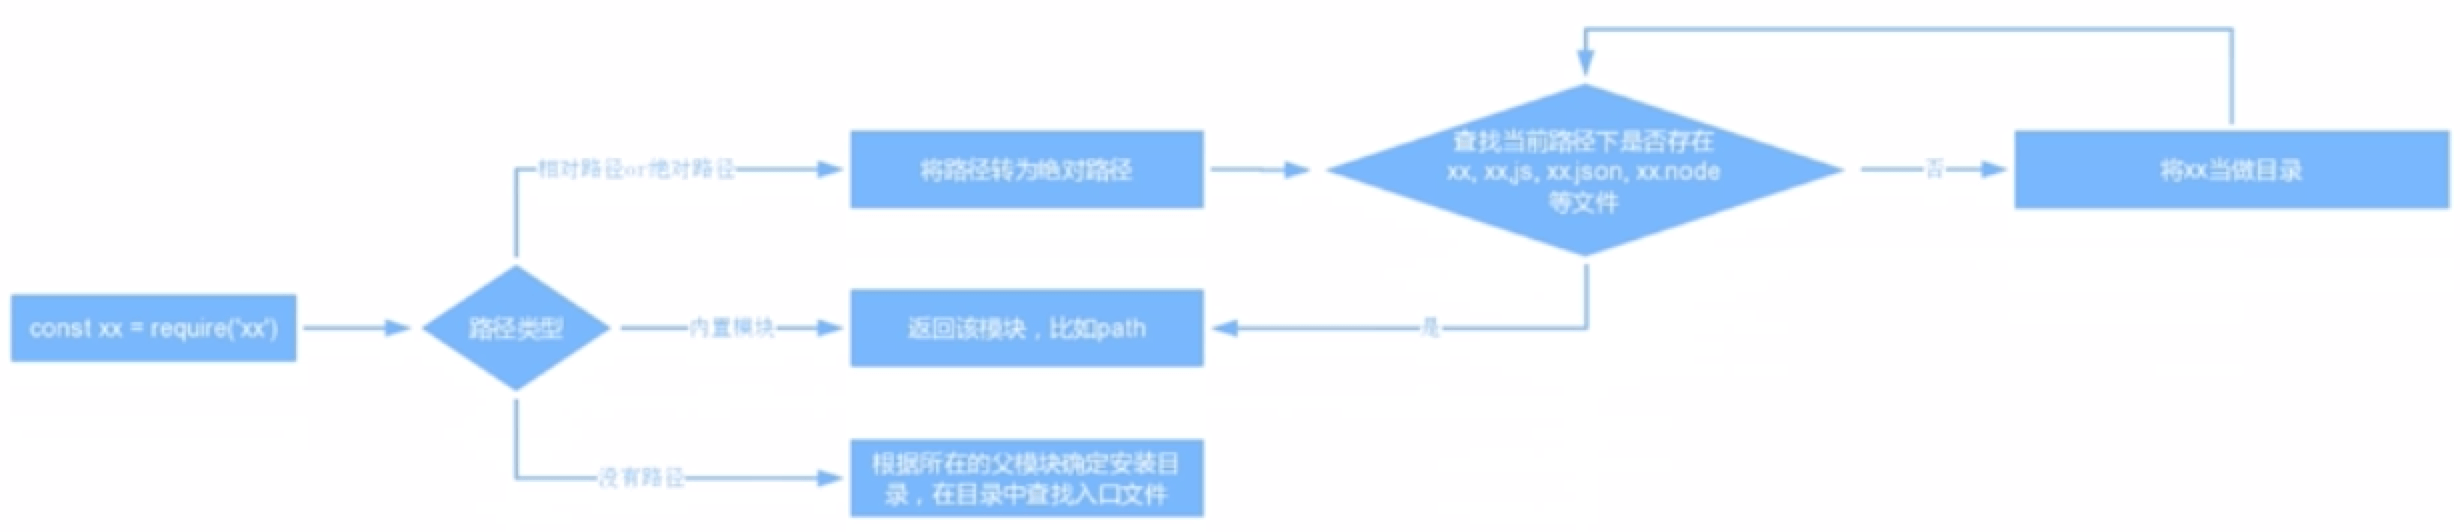 const xx = require('xx')
路径类型
相对路径or绝对路径
将路径转为绝对路径
查找当前路径下是否存在
xx, xx,js, xx.json, xx.node
等文件
否
将xx当做目录
内置模块
返回该模块，比如path
是
没有路径
根据所在的父模块确定安装目
录，在目录中查找入口文件